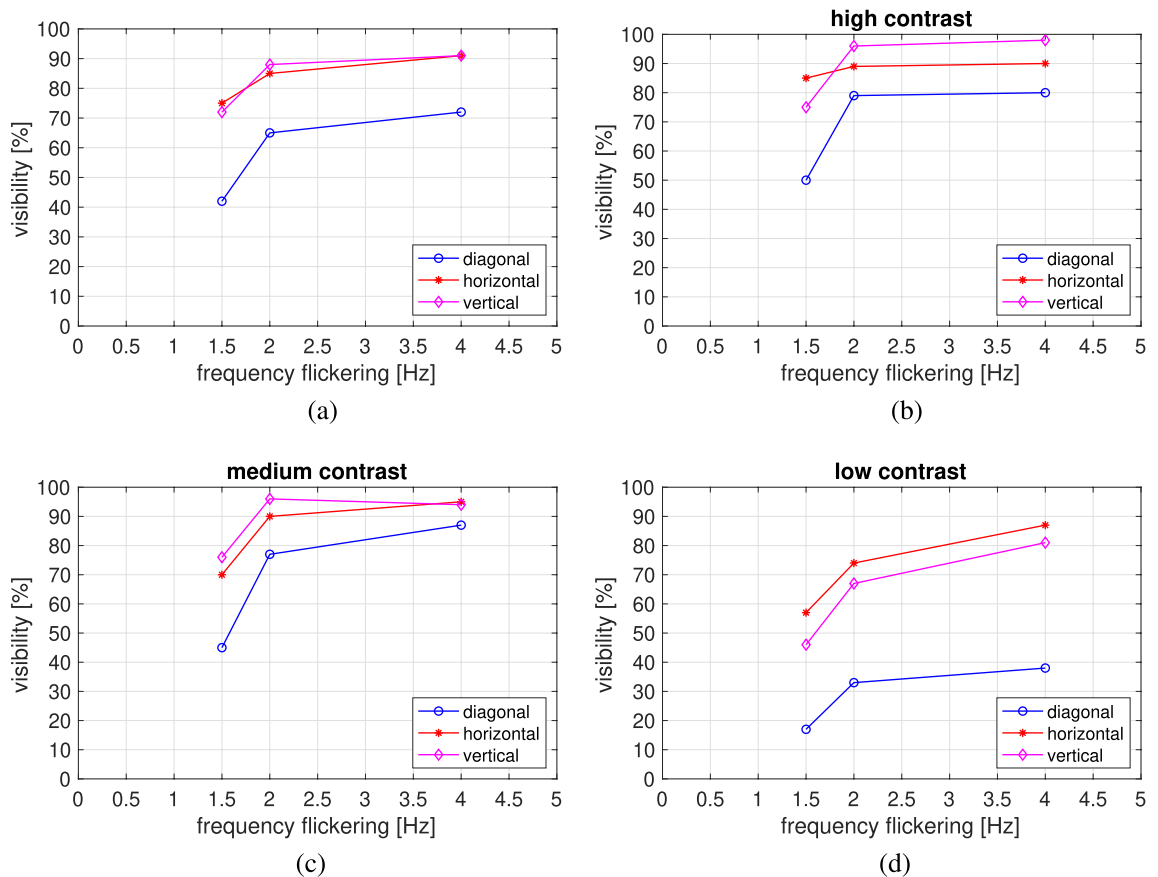 100
90
80
70
60
50
40
30
20
10
0
visibility [%]
diagonal
horizontal
vertical
0 0.5 1 1.5 2 2.5 3 3.5 4 4.5 5
frequency flickering [Hz]
(a)
high contrast
100
90
80
70
60
50
40
30
20
10
0
visibility [%]
diagonal
horizontal
vertical
0 0.5 1 1.5 2 2.5 3 3.5 4 4.5 5
frequency flickering [Hz]
(b)
medium contrast
100
90
80
70
60
50
40
30
20
10
0
visibility [%]
diagonal
horizontal
vertical
0 0.5 1 1.5 2 2.5 3 3.5 4 4.5 5
frequency flickering [Hz]
(c)
low contrast
100
90
80
70
60
50
40
30
20
10
0
visibility [%]
diagonal
horizontal
vertical
0 0.5 1 1.5 2 2.5 3 3.5 4 4.5 5
frequency flickering [Hz]
(d)